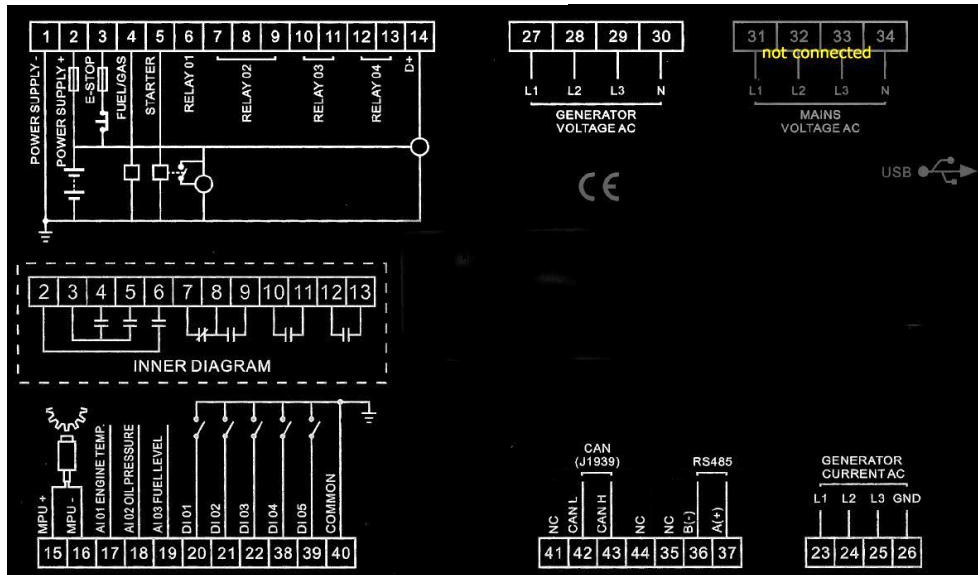 1 2 3 4 5 6 7 8 9 10 11 12 13 14
POWER SUPPLY -
POWER SUPPLY +
E-STOP
FUEL/GAS
STARTER
RELAY 01
RELAY 02
RELAY 03
RELAY 04
D+
27 28 29 30
L1 L2 L3 N
GENERATOR
VOLTAGE AC
31 32 33 34
not connected
L1 L2 L3 N
MAINS
VOLTAGE AC
CE
USB
2 3 4 5 6 7 8 9 10 11 12 13
INNER DIAGRAM
MPU +
MPU -
AI 01 ENGINE TEMP.
AI 02 OIL PRESSURE
AI 03 FUEL LEVEL
DI 01
DI 02
DI 03
DI 04
DI 05
COMMON
15 16 17 18 19 20 21 22 38 39 40
CAN
(J1939)
RS485
NC
CAN L
CAN H
NC
NC
B(-)
A(+)
41 42 43 44 35 36 37
GENERATOR
CURRENT AC
L1 L2 L3 GND
23 24 25 26